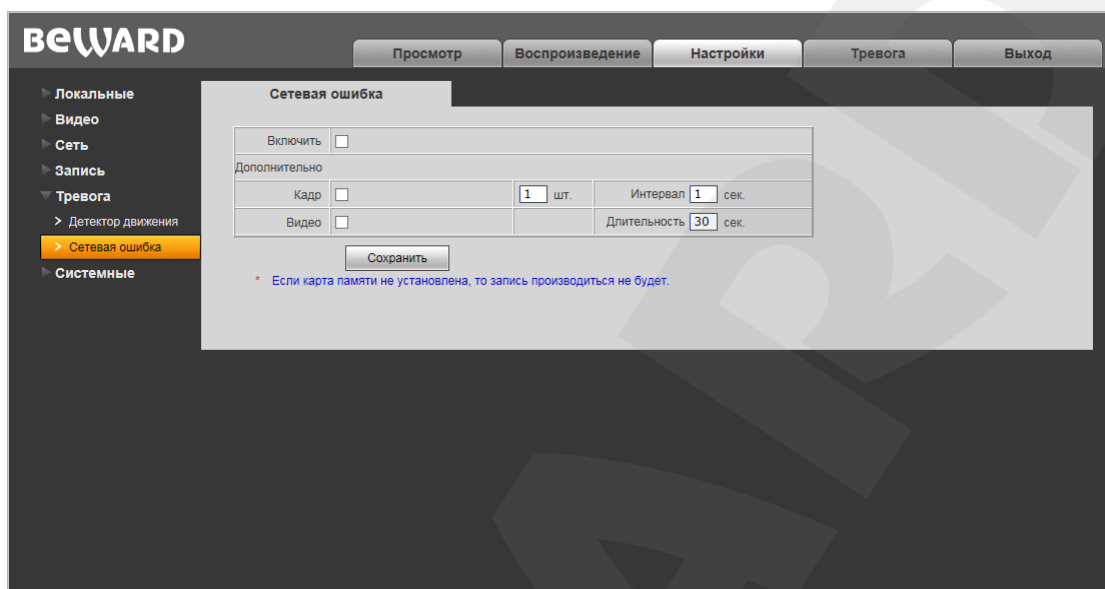 BEWARD
Просмотр Воспроизведение Настройки Тревога Выход
Локальные
Видео
Сеть
Запись
Тревога
> Детектор движения
> Сетевая ошибка
Системные
Сетевая ошибка
Включить
Дополнительно
Кадр 1 шт. Интервал 1 сек.
Видео Длительность 30 сек.
Сохранить
* Если карта памяти не установлена, то запись производиться не будет.